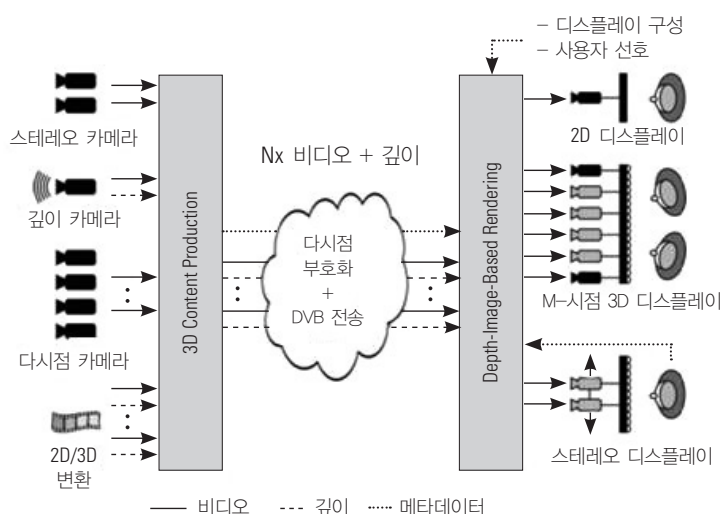 – 디스플레이 구성
– 사용자 선호
스테레오 카메라
깊이 카메라
다시점 카메라
2D/3D
변환
3D Content Production
Nx 비디오 + 깊이
다시점
부호화
+
DVB 전송
Depth-Image-Based Rendering
2D 디스플레이
M–시점 3D 디스플레이
스테레오 디스플레이
비디오
깊이
메타데이터